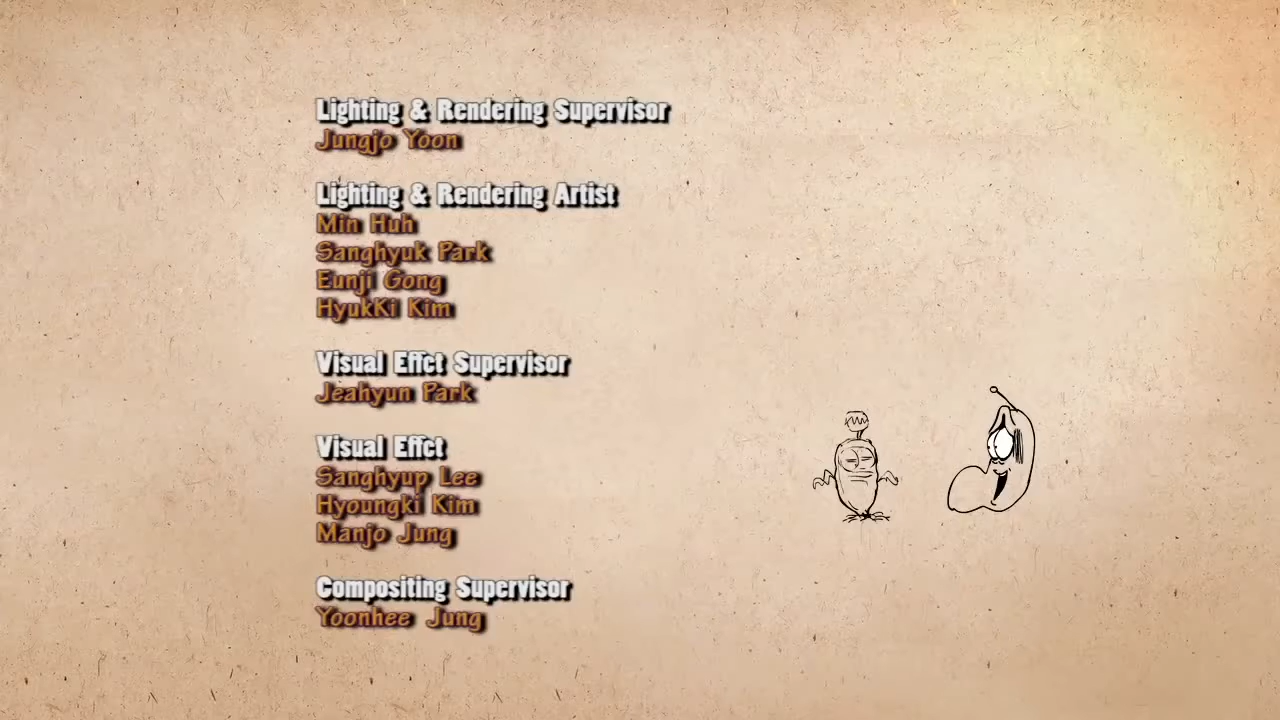 Lighting & Rendering Supervisor
Jungjo Yoon
Lighting & Rendering Artist
Min Huh
Sanghyuk Park
Eunji Gong
HyukKi Kim
Visual Effct Supervisor
Jeahyun Park
Visual Effct
Sanghyup Lee
Hyoungki Kim
Manjo Jung
Compositing Supervisor
Yoonhee Jung